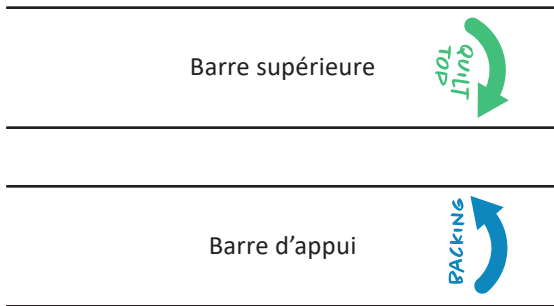 Barre supérieure
QUILT
TOP
Barre d’appui
BACKING